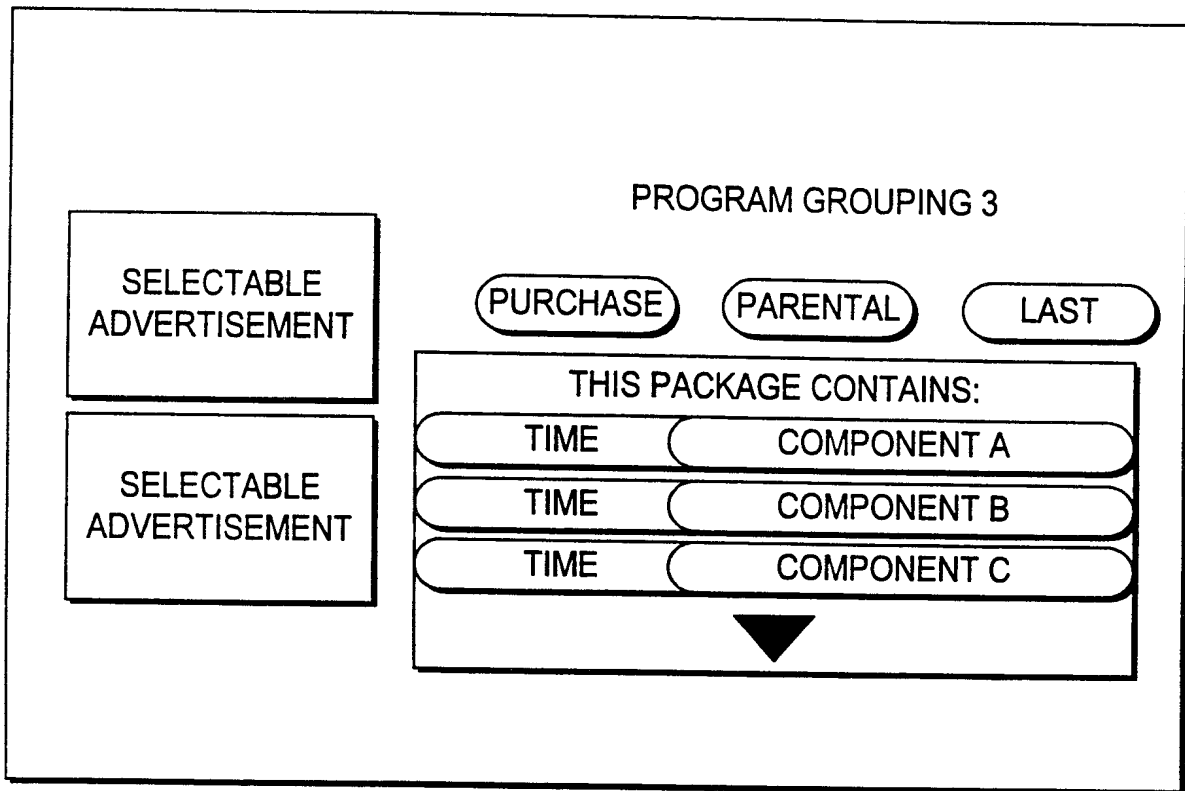 PROGRAM GROUPING 3
SELECTABLE
ADVERTISEMENT
SELECTABLE
ADVERTISEMENT
PURCHASE PARENTAL LAST
THIS PACKAGE CONTAINS:
TIME COMPONENT A
TIME COMPONENT B
TIME COMPONENT C